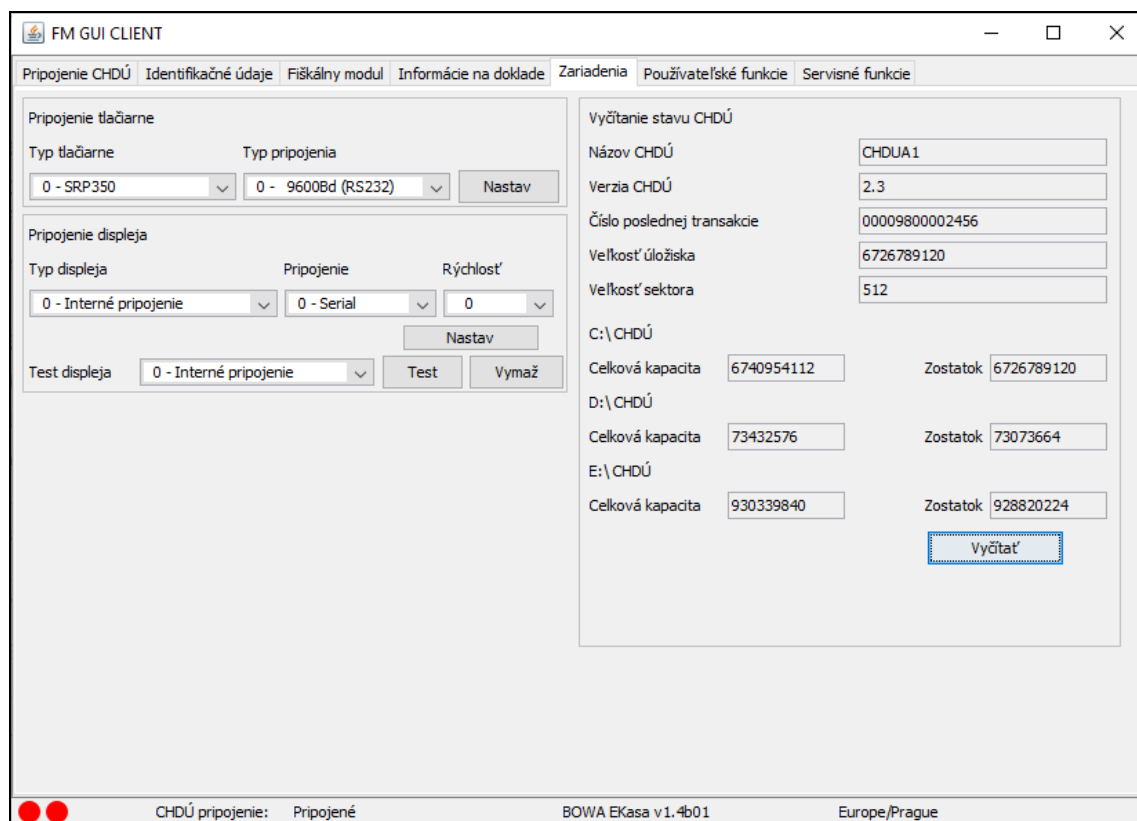 FM GUI CLIENT
Pripojenie CHDÚ Identifikačné údaje Fiškálny modul Informácie na doklade Zariadenia Používateľské funkcie Servisné funkcie
Pripojenie tlačiarne
Typ tlačiarne Typ pripojenia
0 - SRP350 0 - 9600Bd (RS232) Nastav
Pripojenie displeja
Typ displeja Pripojenie Rýchlosť
0 - Interné pripojenie 0 - Serial 0
Nastav
Test displeja 0 - Interné pripojenie Test Vymaž
Vyčítanie stavu CHDÚ
Názov CHDÚ CHDUA1
Verzia CHDÚ 2.3
Číslo poslednej transakcie 00009800002456
Veľkosť úložiska 6726789120
Veľkosť sektora 512
C:\CHDÚ
Celková kapacita 6740954112 Zostatok 6726789120
D:\CHDÚ
Celková kapacita 73432576 Zostatok 73073664
E:\CHDÚ
Celková kapacita 930339840 Zostatok 928820224
Vyčítať
CHDÚ pripojenie: Pripojené BOWA EKasa v1.4b01 Europe/Prague